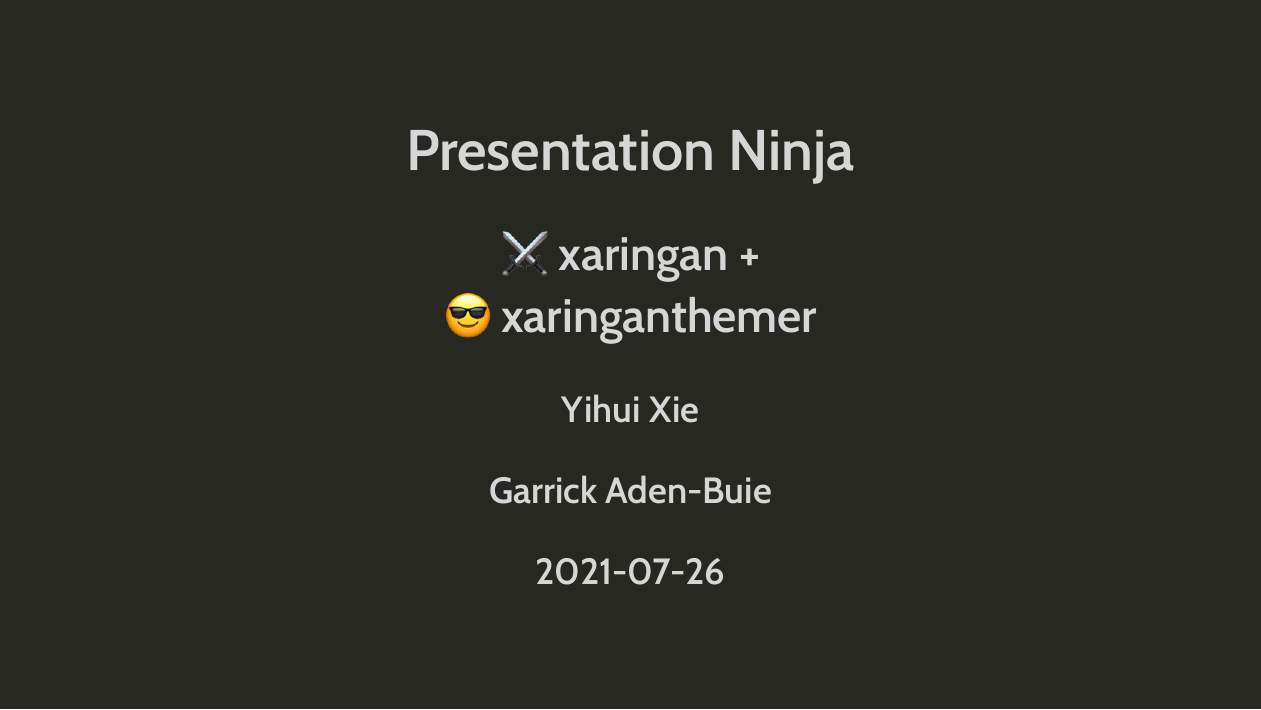 Presentation Ninja
⚔ xaringan +
😎 xaringanthemer
Yihui Xie
Garrick Aden-Buie
2021-07-26